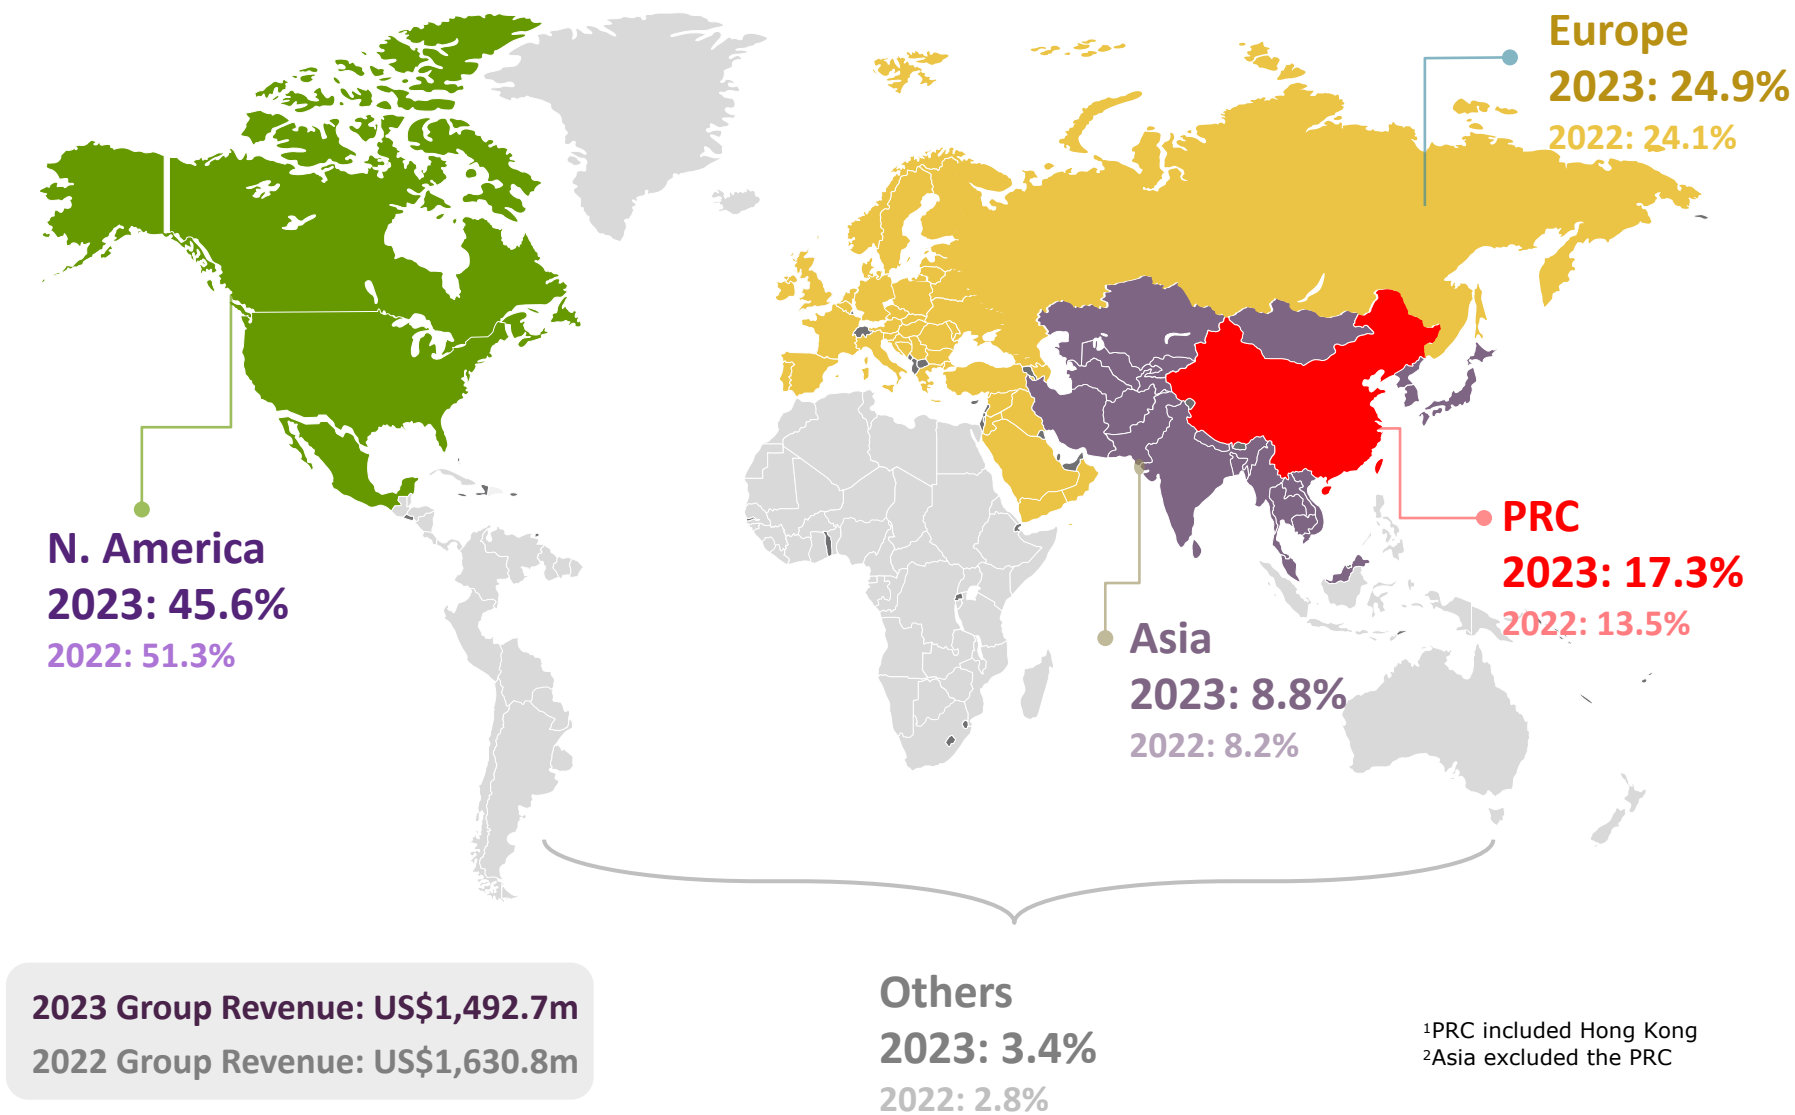 Europe
2023: 24.9%
2022: 24.1%
N. America
2023: 45.6%
2022: 51.3%
PRC
2023: 17.3%
2022: 13.5%
Asia
2023: 8.8%
2022: 8.2%
Others
2023: 3.4%
2022: 2.8%
2023 Group Revenue: US$1,492.7m
2022 Group Revenue: US$1,630.8m
¹PRC included Hong Kong
²Asia excluded the PRC